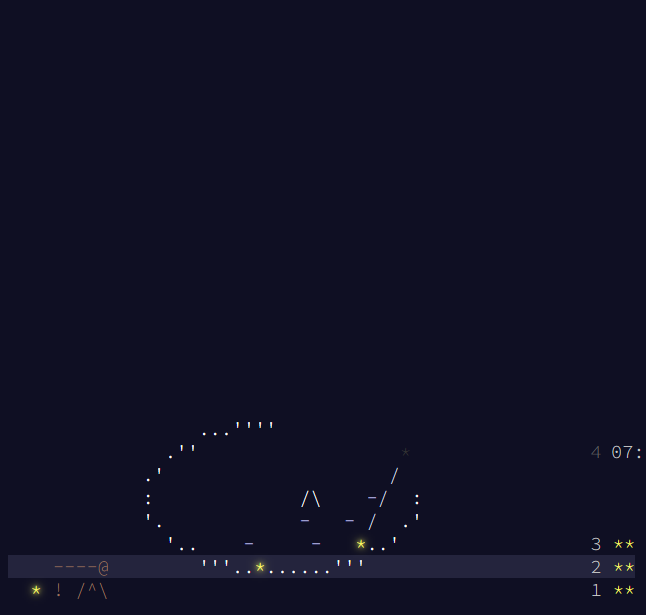 ...''''
.''   *   4 07:
.'   /
:   /\   -/   :
'.   -   - /   .'
'..   -   -   *..'   3 **
----@   '''..*......'''   2 **
* ! /^\   1 **